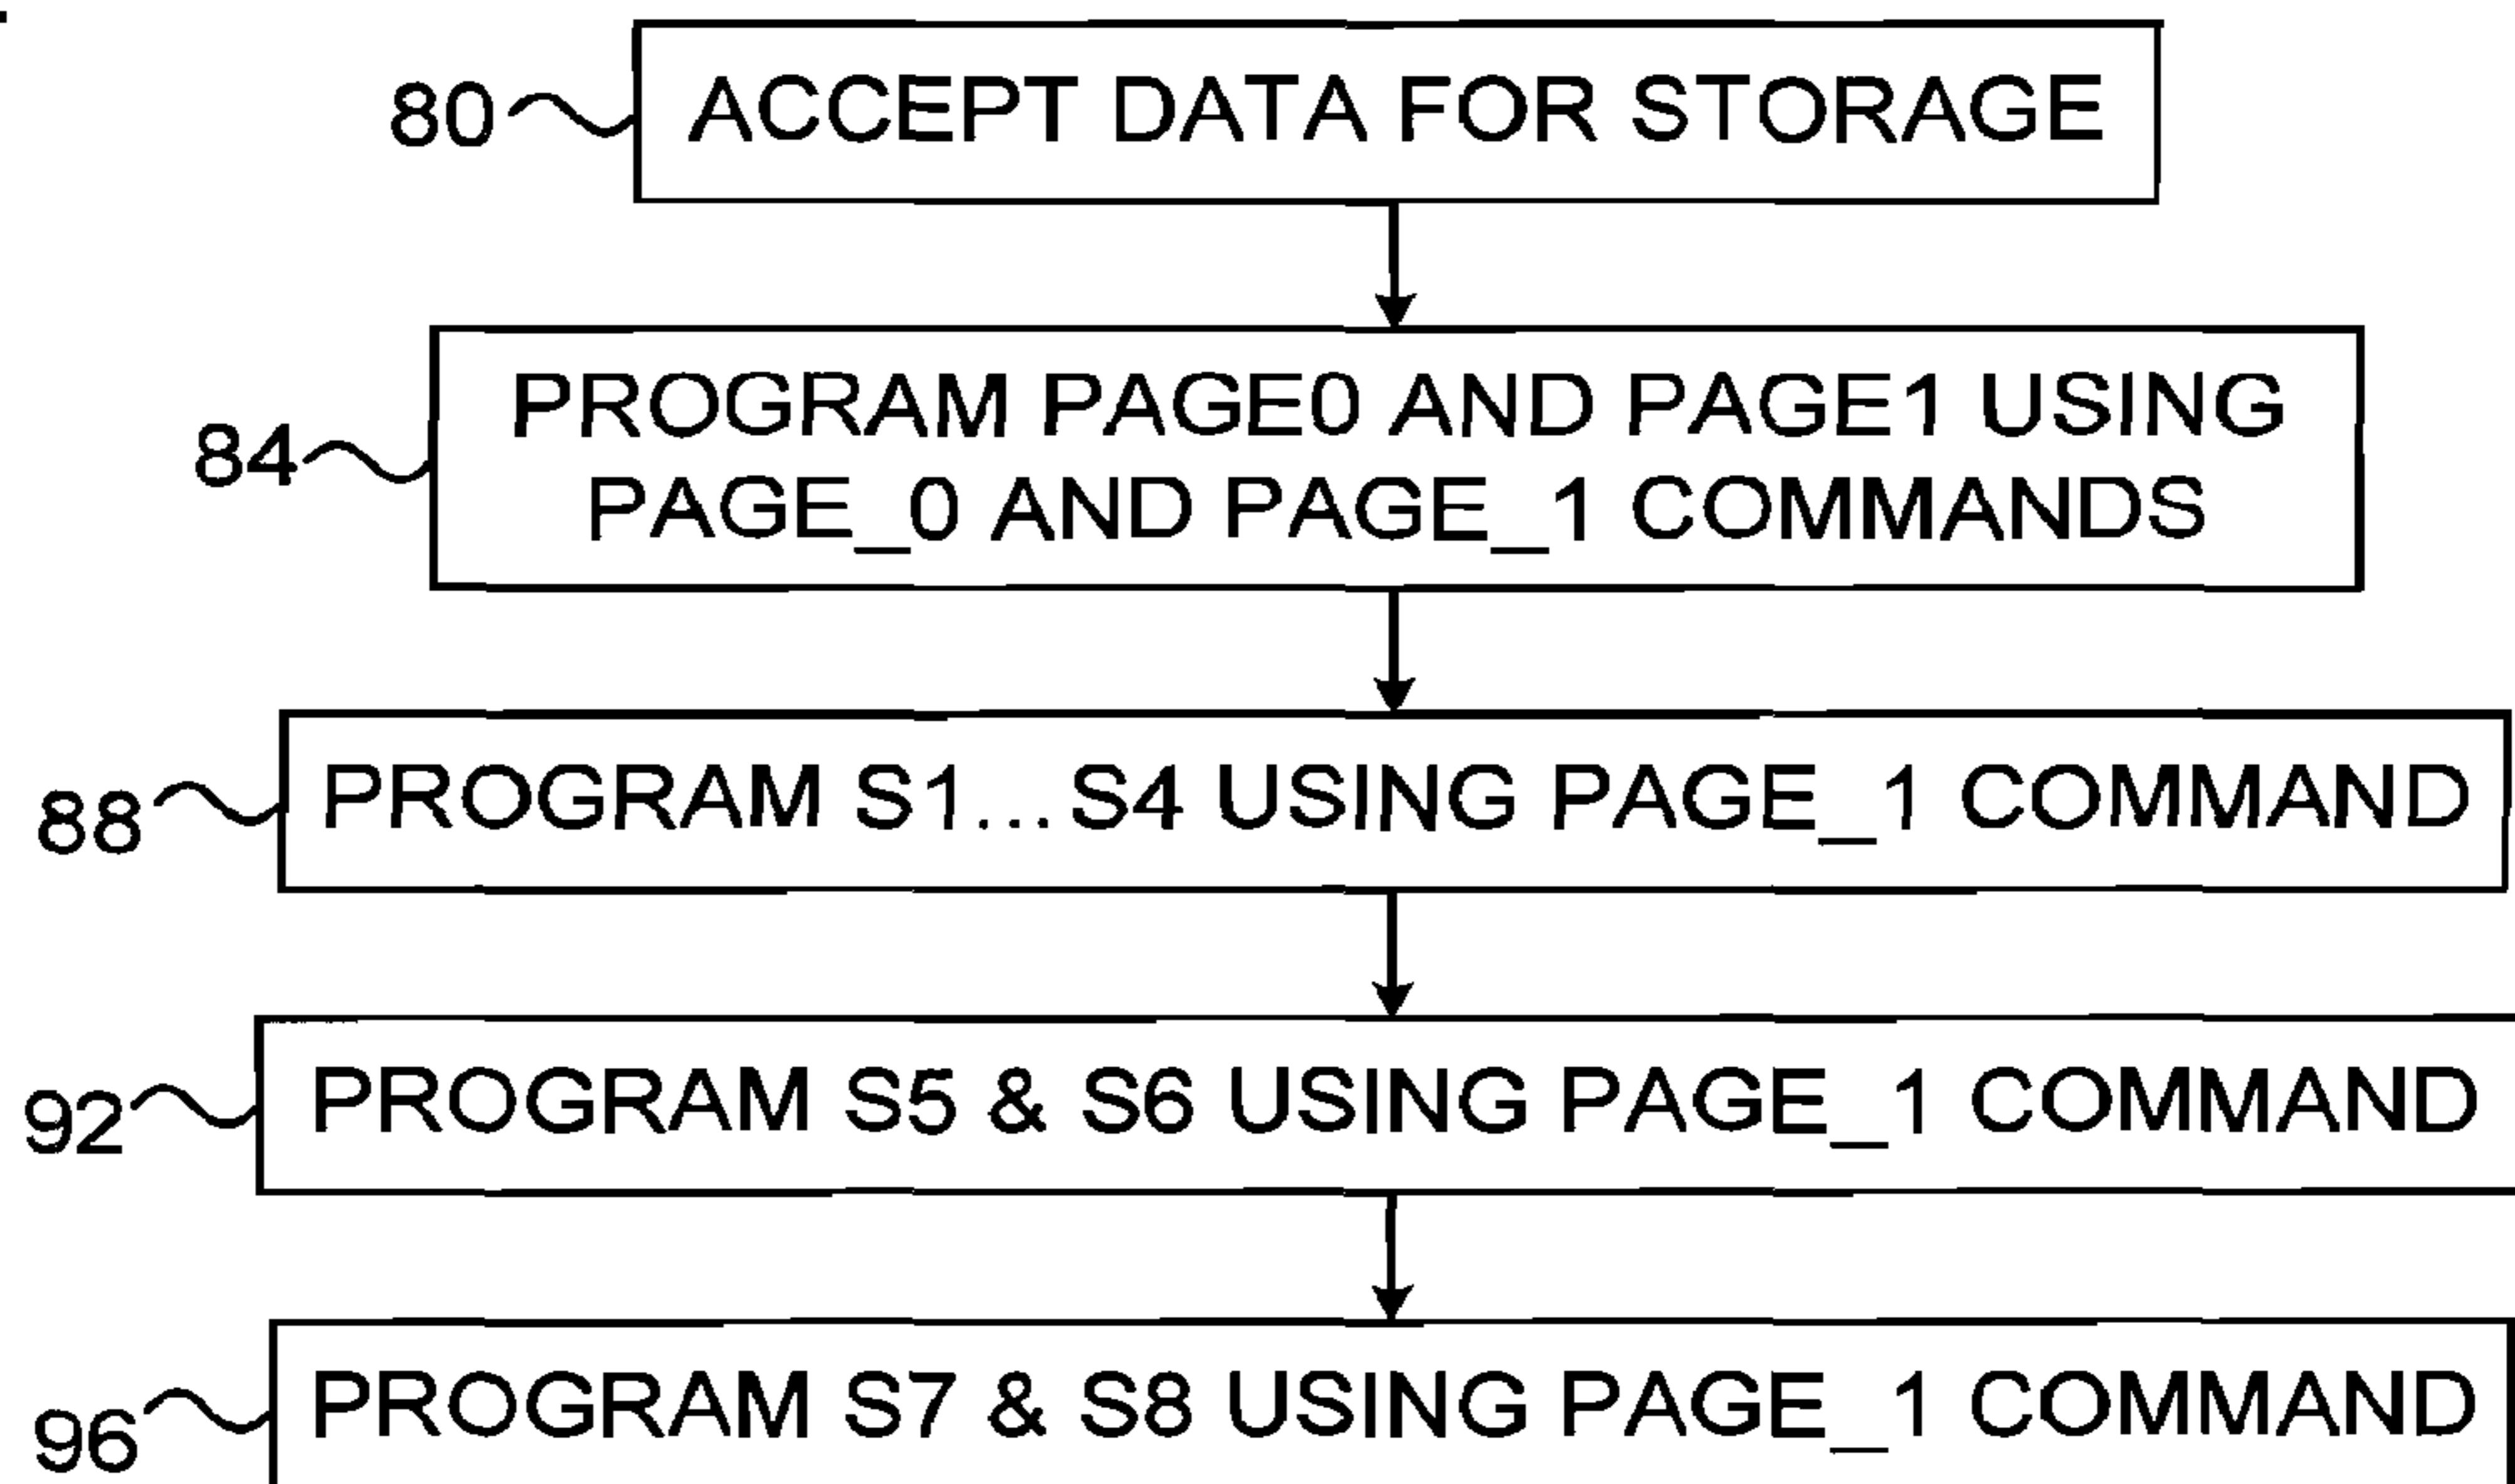 80 ACCEPT DATA FOR STORAGE
PROGRAM PAGE0 AND PAGE1 USING
84 PAGE_0 AND PAGE_1 COMMANDS
88 PROGRAM S1... S4 USING PAGE_1 COMMAND
92 PROGRAM S5 & S6 USING PAGE_1 COMMAND
96 PROGRAM S7 & S8 USING PAGE_1 COMMAND